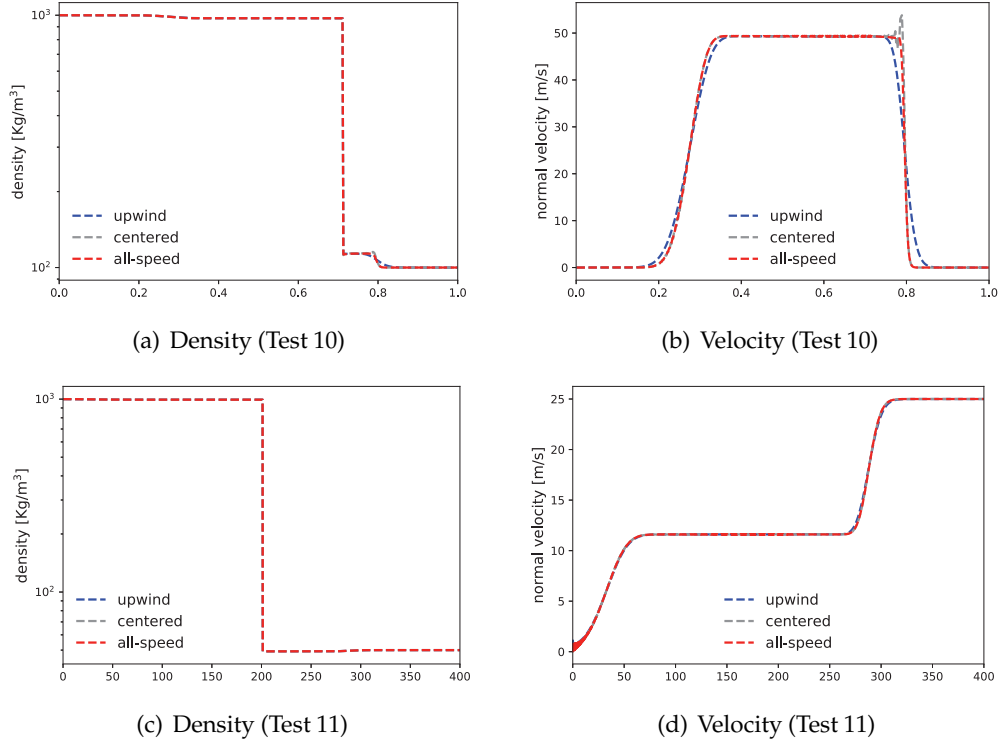 density [Kg/m³]
10³
10²
upwind
centered
all-speed
0.0 0.2 0.4 0.6 0.8 1.0
(a) Density (Test 10)
normal velocity [m/s]
50
40
30
20
10
0
upwind
centered
all-speed
0.0 0.2 0.4 0.6 0.8 1.0
(b) Velocity (Test 10)
density [Kg/m³]
10³
10²
upwind
centered
all-speed
0 50 100 150 200 250 300 350 400
(c) Density (Test 11)
normal velocity [m/s]
25
20
15
10
5
0
upwind
centered
all-speed
0 50 100 150 200 250 300 350 400
(d) Velocity (Test 11)